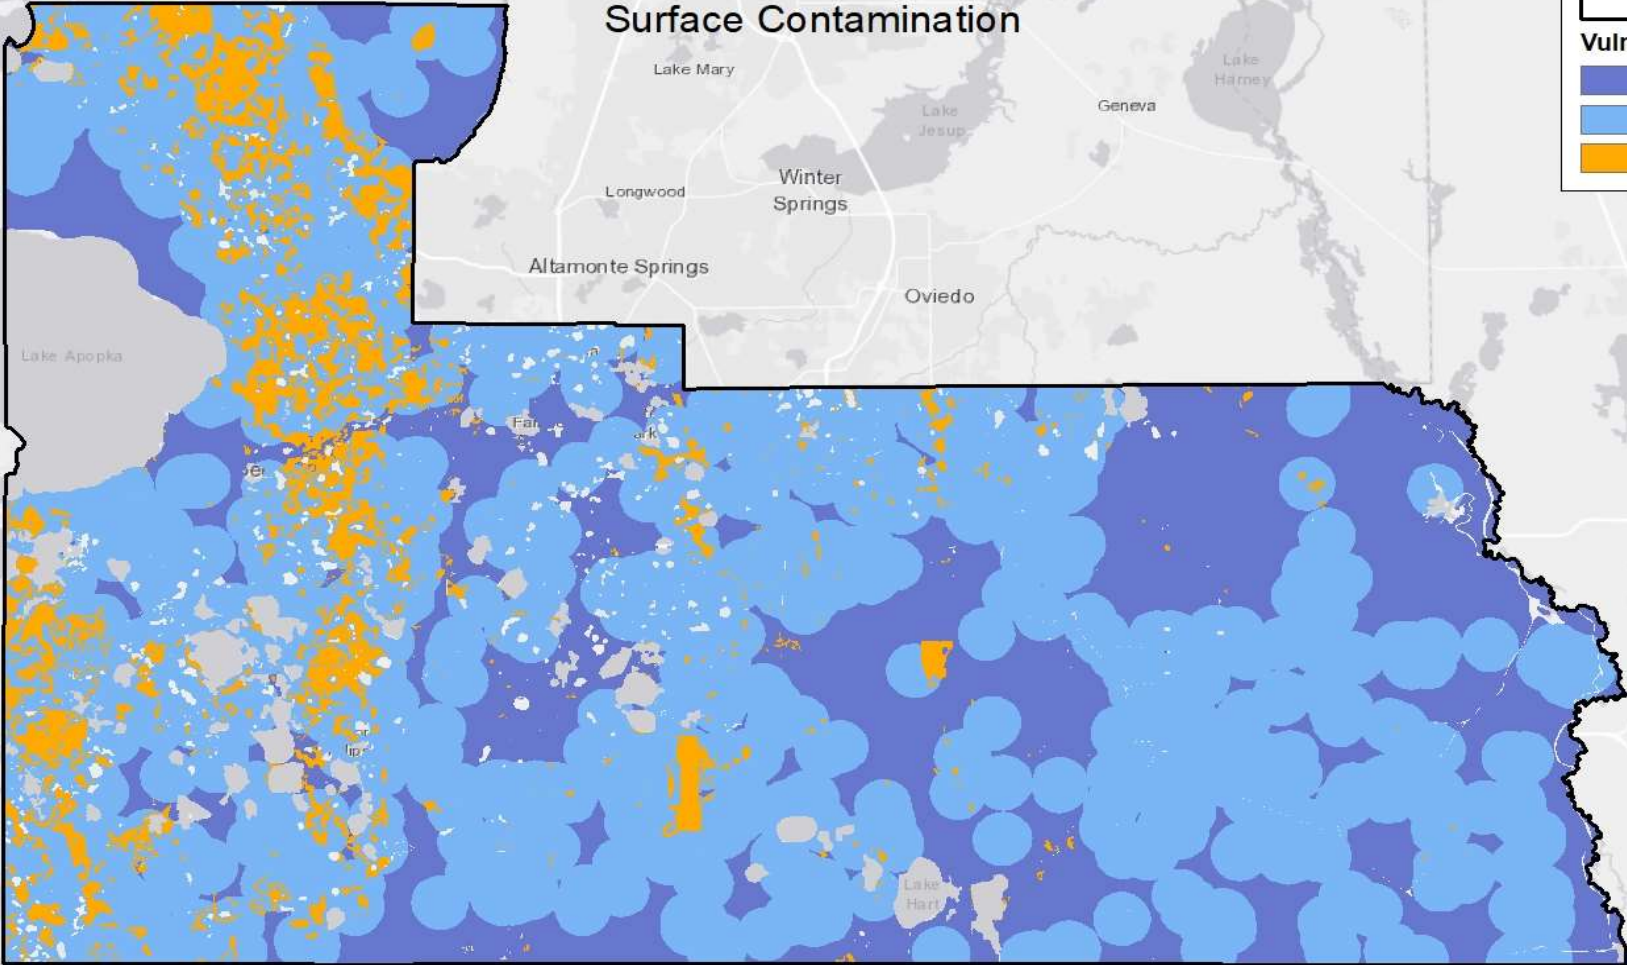 Surface Contamination
Vuln
Lake Mary
Lake
Harney
Geneva
Lake
Jesup
Winter
Springs
Longwood
Altamonte Springs
Oviedo
Lake Apopka
Lake
Hart